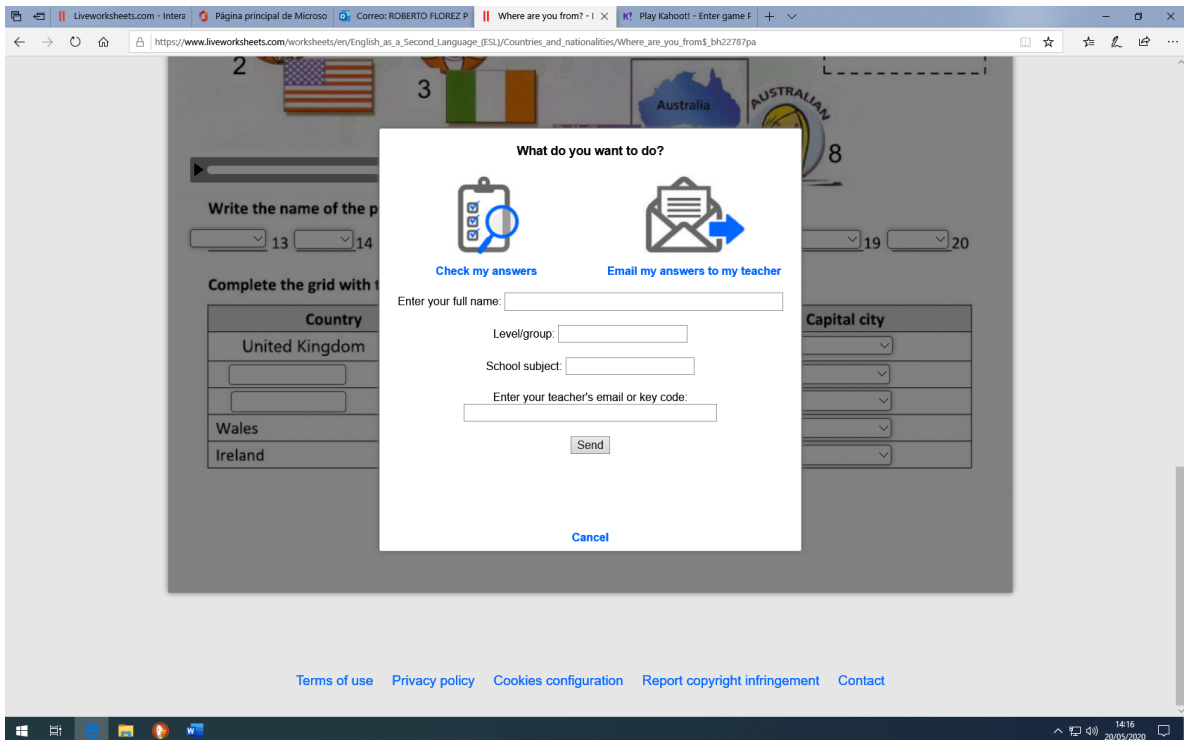 Liveworksheets.com - Intera
Página principal de Microso
Correo: ROBERTO FLOREZ P
Where are you from? - I
K! Play Kahoot! - Enter game P
https://www.liveworksheets.com/worksheets/en/English_as_a_Second_Language_(ESL)/Countries_and_nationalities/Where_are_you_from$_bh22787pa
2
3
Australia
AUSTRALIAN
8
What do you want to do?
Check my answers
Email my answers to my teacher
Enter your full name:
Level/group:
School subject:
Enter your teacher's email or key code:
Send
Cancel
Write the name of the p
13 14 19 20
Complete the grid with t
Country Capital city
United Kingdom
Wales
Ireland
Terms of use Privacy policy Cookies configuration Report copyright infringement Contact
14:16
20/05/2020